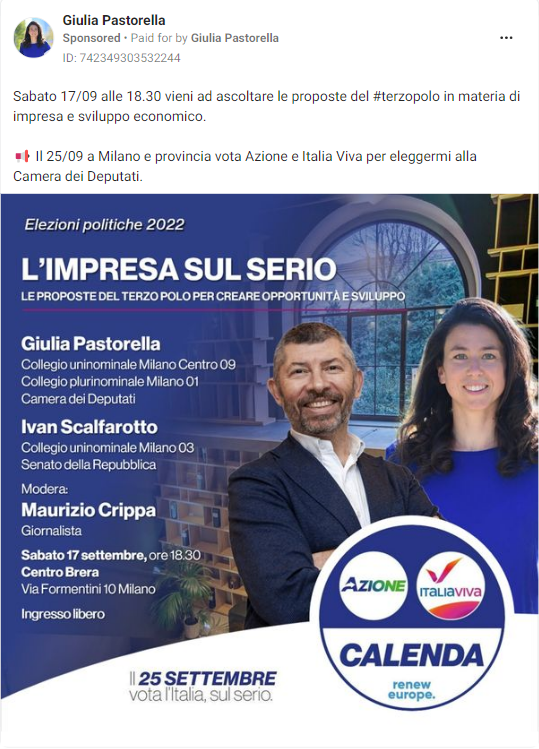 Giulia Pastorella
Sponsored • Paid for by Giulia Pastorella
ID: 742349303532244
Sabato 17/09 alle 18.30 vieni ad ascoltare le proposte del #terzopolo in materia di
impresa e sviluppo economico.
📢 Il 25/09 a Milano e provincia vota Azione e Italia Viva per eleggermi alla
Camera dei Deputati.
Elezioni politiche 2022
L'IMPRESA SUL SERIO
LE PROPOSTE DEL TERZO POLO PER CREARE OPPORTUNITÀ E SVILUPPO
Giulia Pastorella
Collegio uninominale Milano Centro 09
Collegio plurinominale Milano 01
Camera dei Deputati
Ivan Scalfarotto
Collegio uninominale Milano 03
Senato della Repubblica
Modera:
Maurizio Crippa
Giornalista
Sabato 17 settembre, ore 18.30
Centro Brera
Via Formentini 10 Milano
Ingresso libero
AZIONE
ITALIAVIVA
CALENDA
renew
europe.
Il 25 SETTEMBRE
vota l'Italia, sul serio.